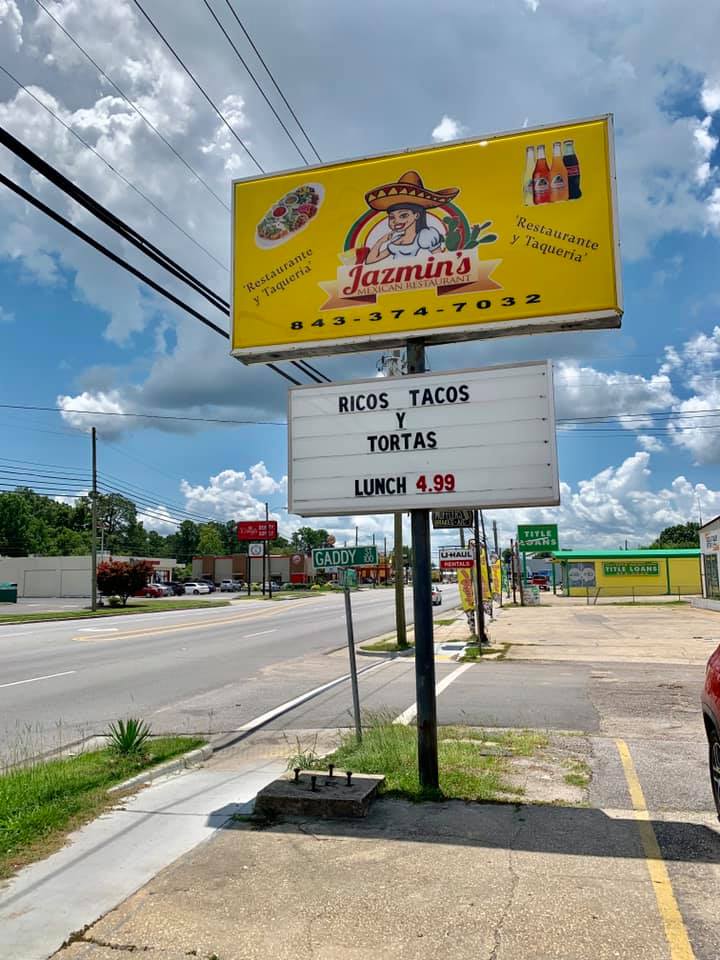 'Restaurante
y Taqueria'
Jazmin's
MEXICAN RESTAURANT
'Restaurante
y Taqueria'
843-374-7032
RICOS TACOS
Y
TORTAS
LUNCH 4.99
GADDY ST
U-HAUL
RENTALS
TITLE
LOANS
TITLE LOANS